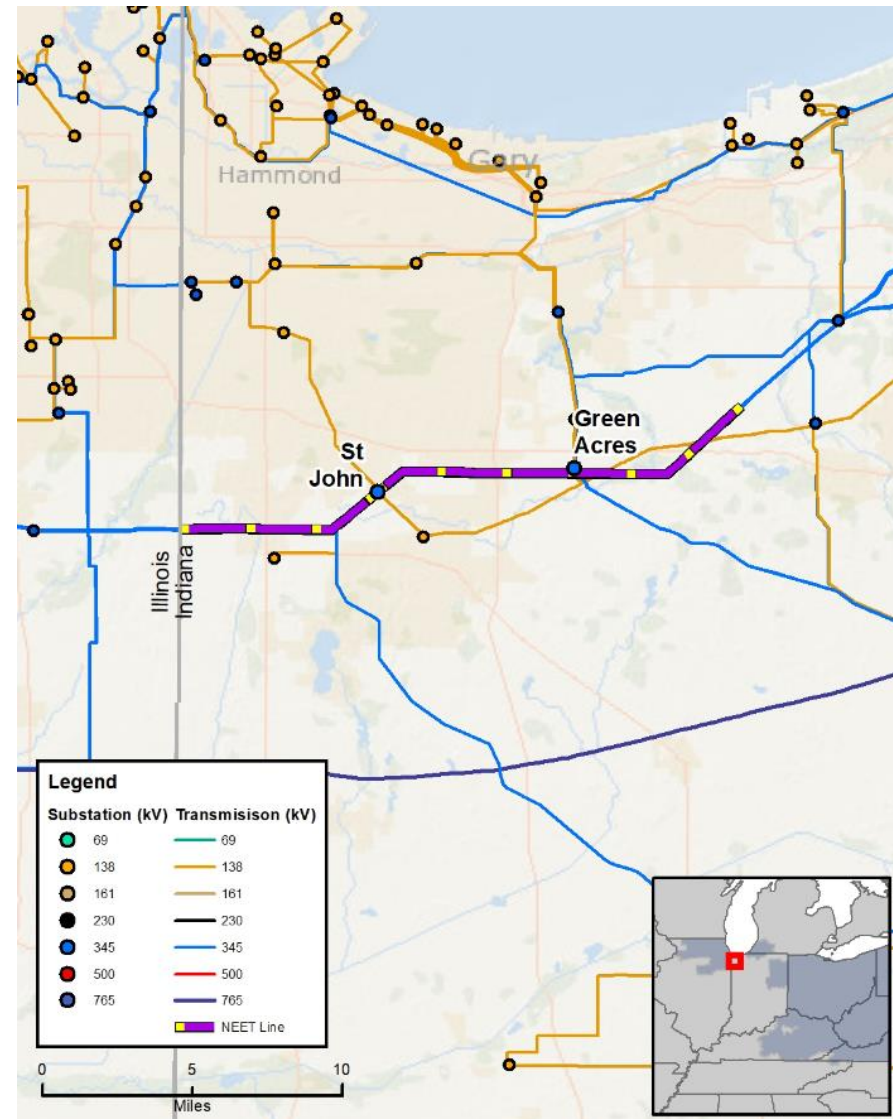 Hammond
Gary
Green
Acres
St
John
Illinois
Indiana
Legend
Substation (kV) Transmisison (kV)
69 69
138 138
161 161
230 230
345 345
500 500
765 765
NEET Line
0 5 10
Miles